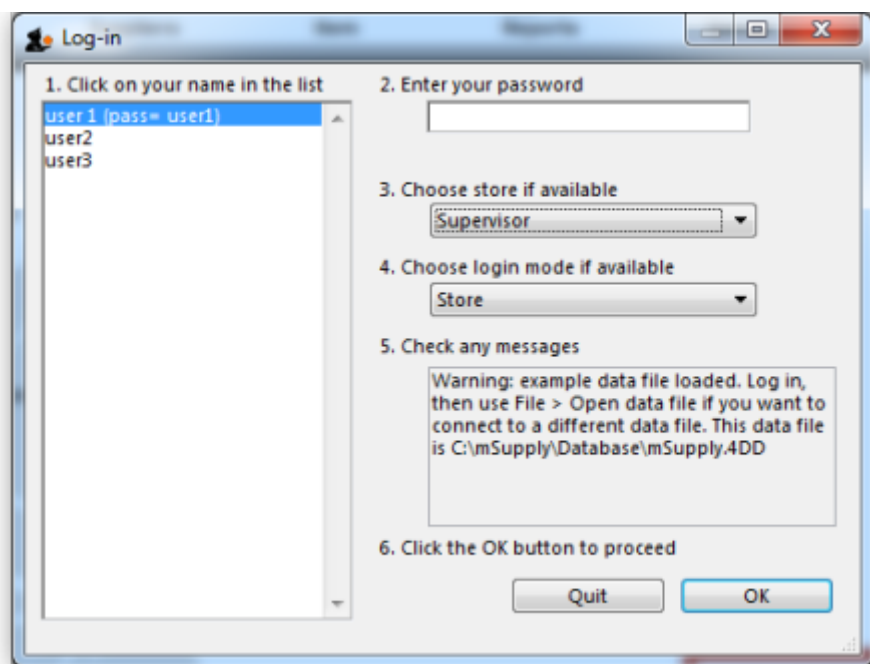 Log-in
1. Click on your name in the list
user 1 (pass= user1)
user2
user3
2. Enter your password
3. Choose store if available
Supervisor
4. Choose login mode if available
Store
5. Check any messages
Warning: example data file loaded. Log in,
then use File > Open data file if you want to
connect to a different data file. This data file
is C:\mSupply\Database\mSupply.4DD
6. Click the OK button to proceed
Quit
OK